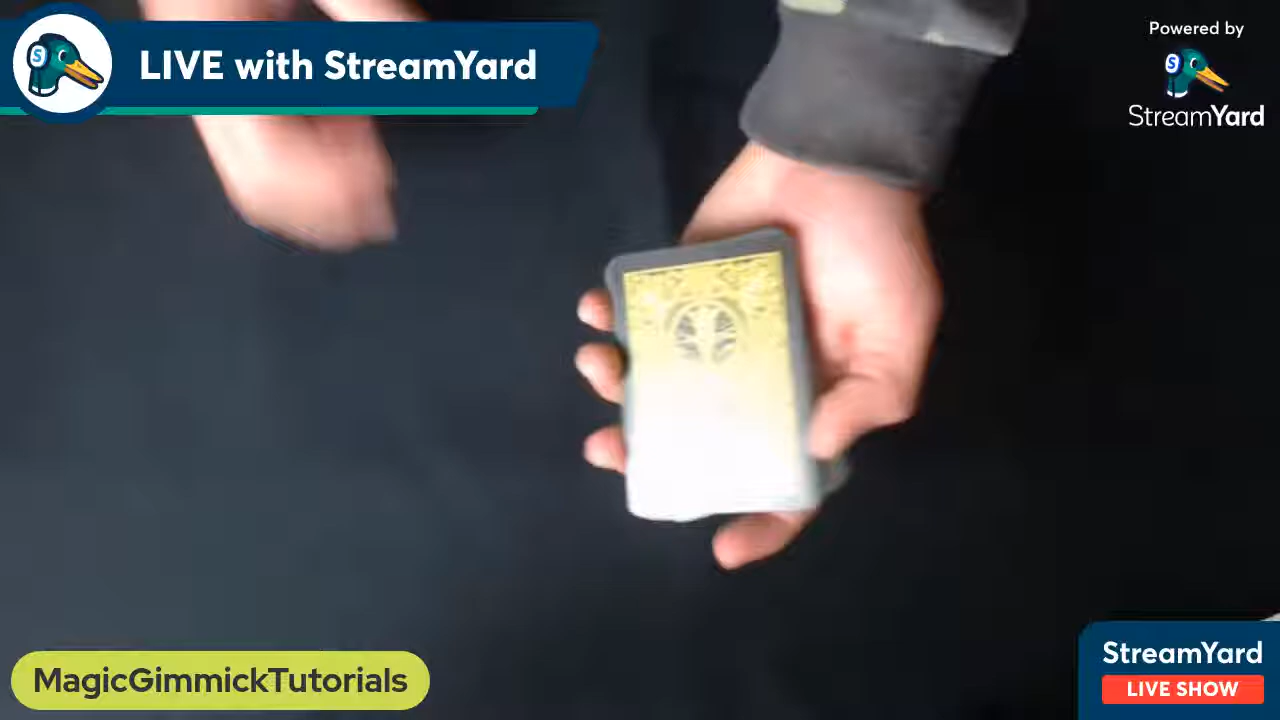 LIVE with StreamYard
Powered by
StreamYard
MagicGimmickTutorials
StreamYard
LIVE SHOW